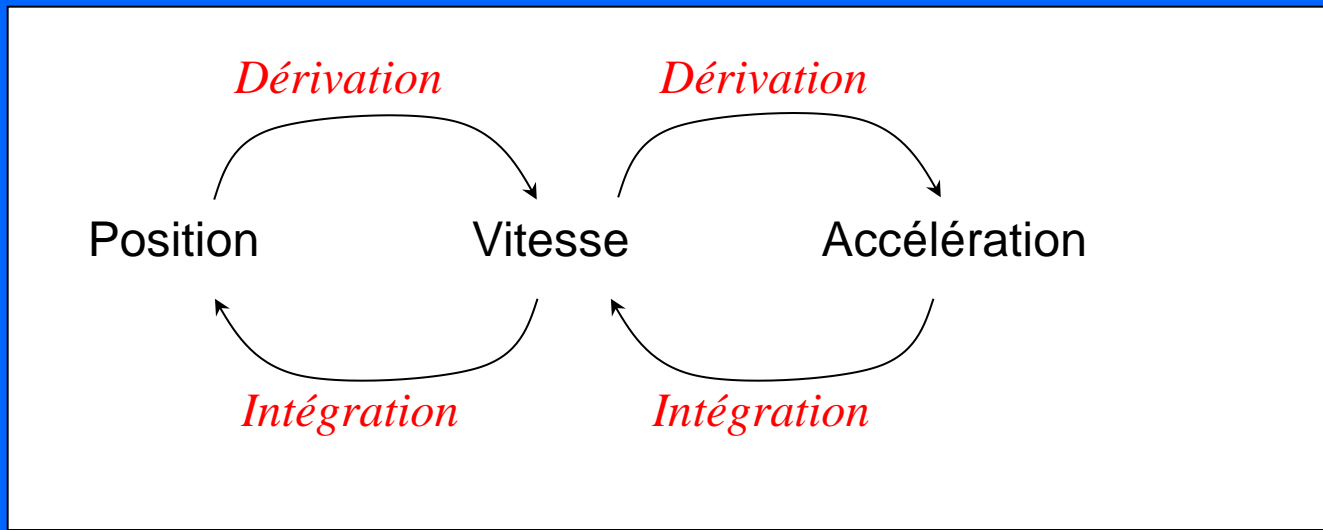 Dérivation Dérivation
Position Vitesse Accélération
Intégration Intégration